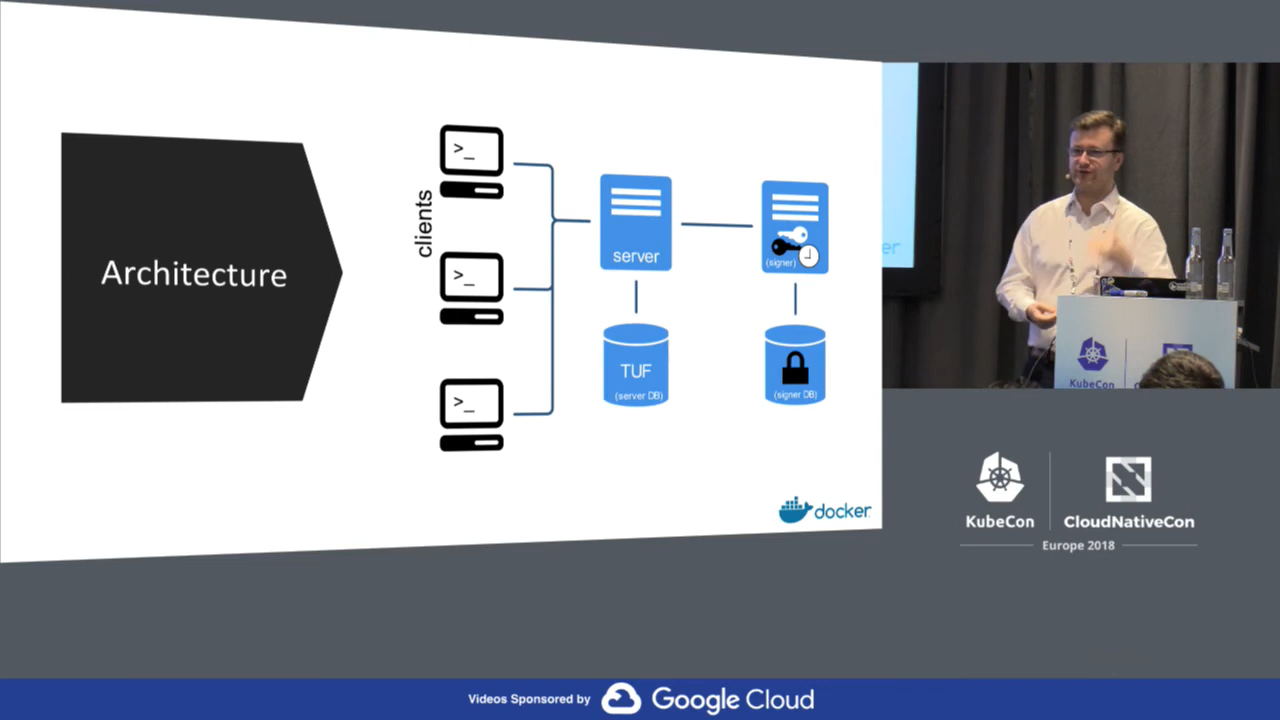 Architecture
clients
>_
>_
>_
server
(signer)
TUF
(server DB)
(signer DB)
docker
er
KubeCon
KubeCon
CloudNativeCon
Europe 2018
Videos Sponsored by Google Cloud